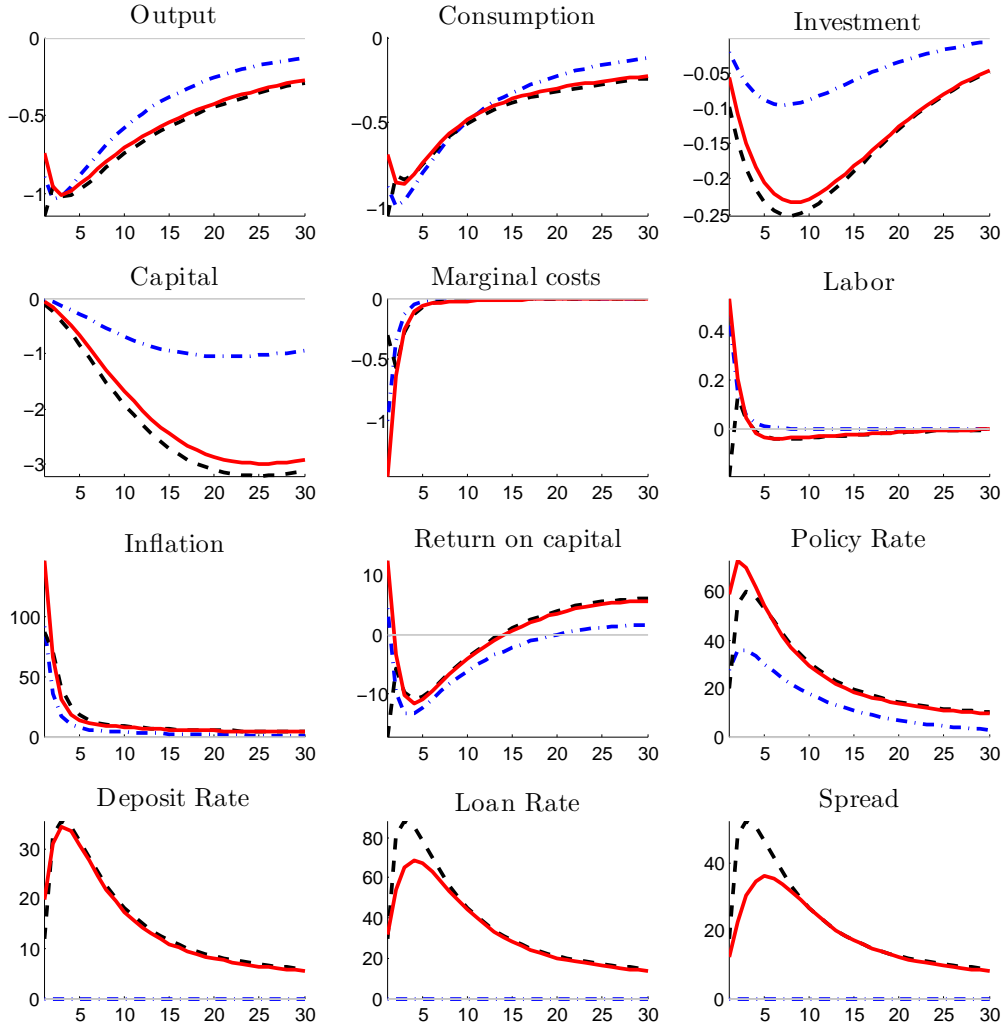 Output
0
−0.5
−1
5 10 15 20 25 30
Consumption
0
−0.5
−1
5 10 15 20 25 30
Investment
−0.05
−0.1
−0.15
−0.2
−0.25
5 10 15 20 25 30
Capital
0
−1
−2
−3
5 10 15 20 25 30
Marginal costs
0
−0.5
−1
5 10 15 20 25 30
Labor
0.4
0.2
0
5 10 15 20 25 30
Inflation
100
50
0
5 10 15 20 25 30
Return on capital
10
0
−10
5 10 15 20 25 30
Policy Rate
60
40
20
0
5 10 15 20 25 30
Deposit Rate
30
20
10
0
5 10 15 20 25 30
Loan Rate
80
60
40
20
0
5 10 15 20 25 30
Spread
40
20
0
5 10 15 20 25 30